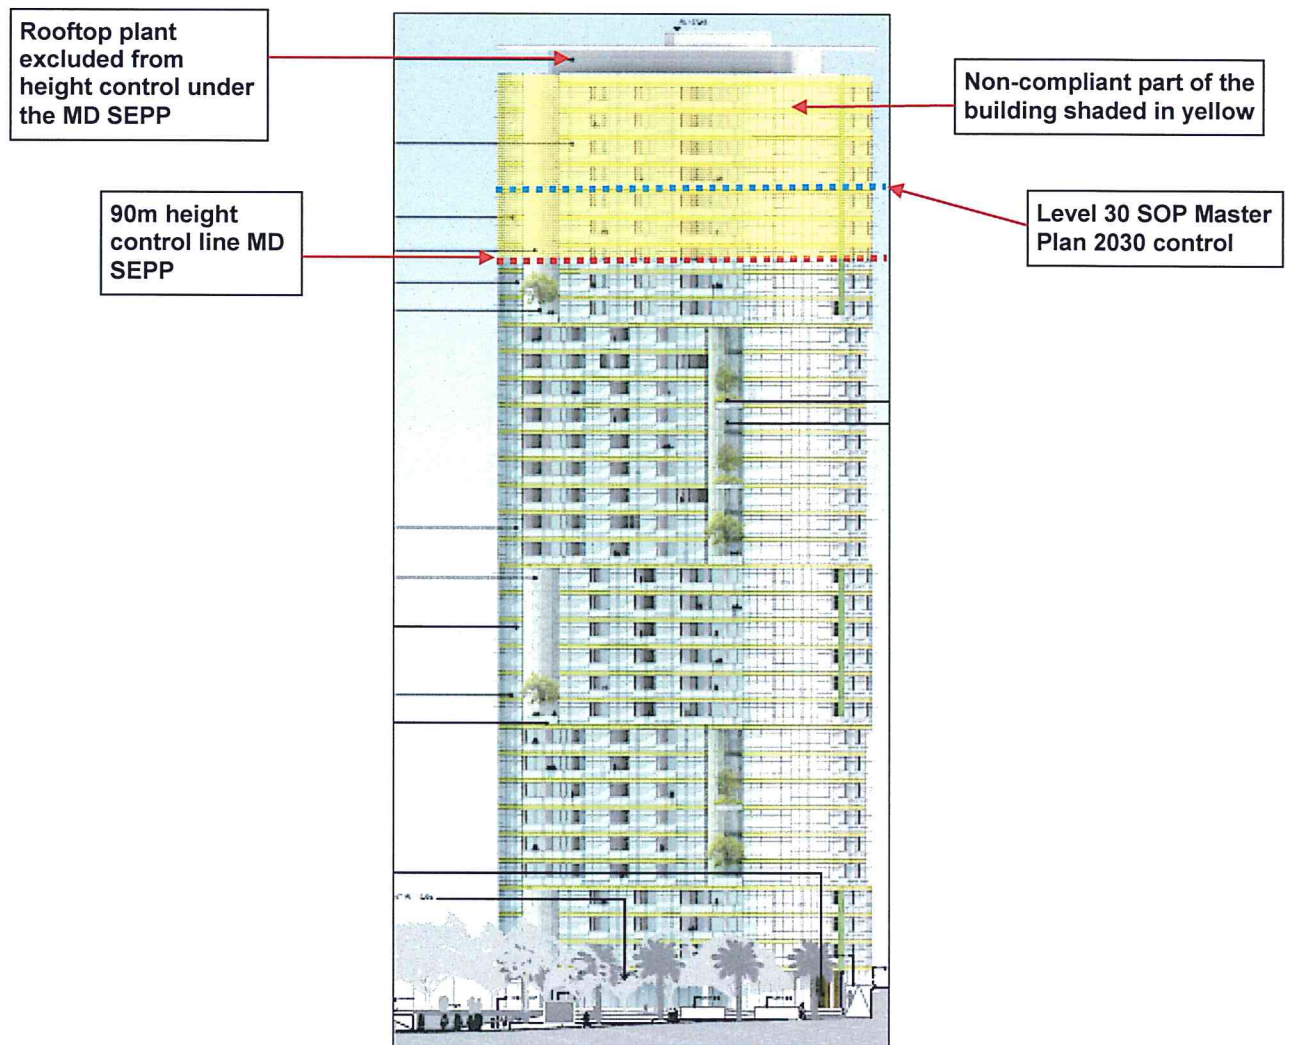 Rooftop plant
excluded from
height control under
the MD SEPP
Non-compliant part of the
building shaded in yellow
90m height
control line MD
SEPP
Level 30 SOP Master
Plan 2030 control